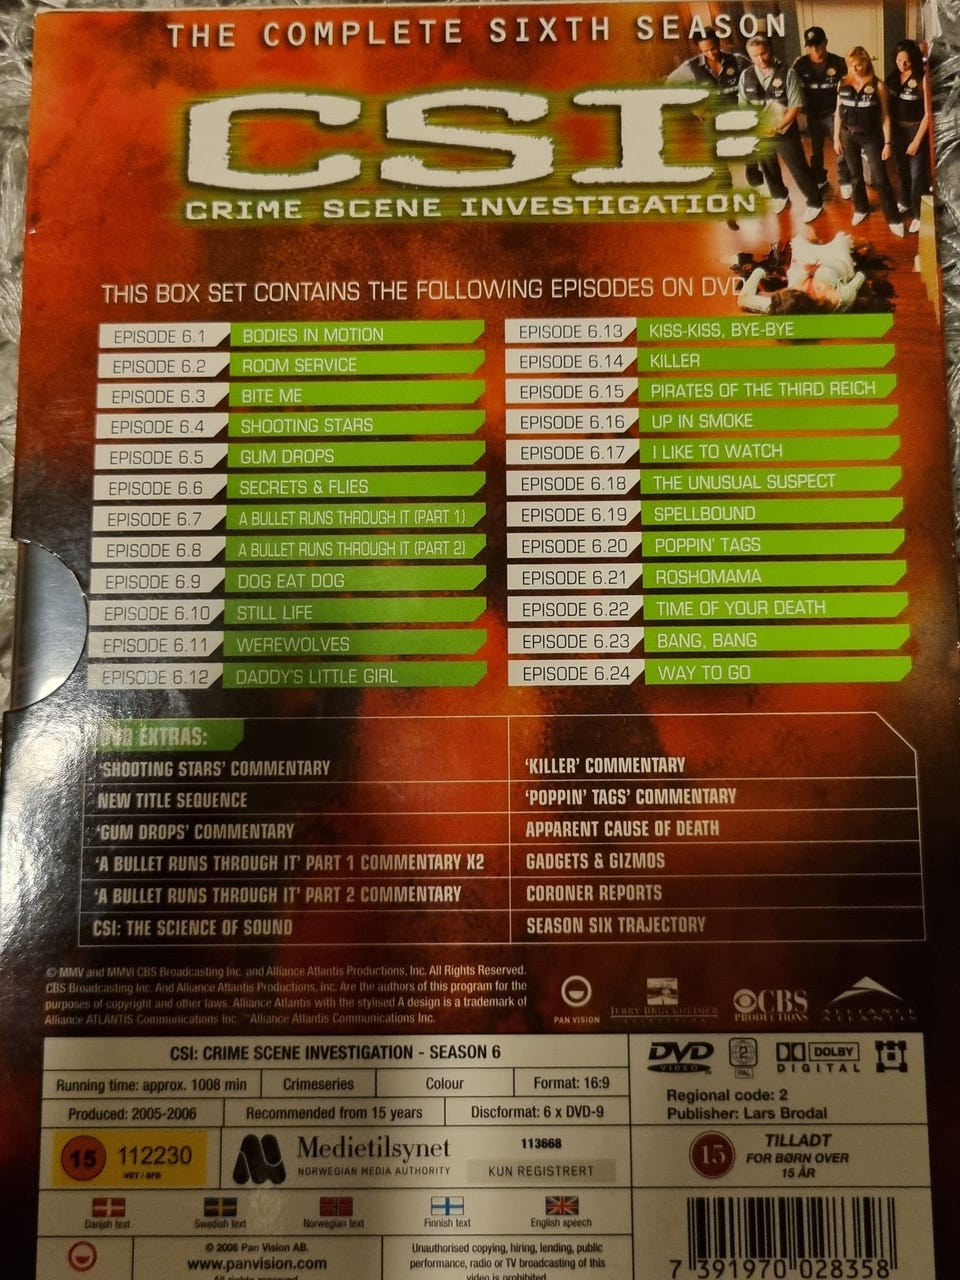 THE COMPLETE SIXTH SEASON
CSI:
CRIME SCENE INVESTIGATION
THIS BOX SET CONTAINS THE FOLLOWING EPISODES ON DVD
EPISODE 6.1 BODIES IN MOTION
EPISODE 6.2 ROOM SERVICE
EPISODE 6.3 BITE ME
EPISODE 6.4 SHOOTING STARS
EPISODE 6.5 GUM DROPS
EPISODE 6.6 SECRETS & FLIES
EPISODE 6.7 A BULLET RUNS THROUGH IT (PART 1)
EPISODE 6.8 A BULLET RUNS THROUGH IT (PART 2)
EPISODE 6.9 DOG EAT DOG
EPISODE 6.10 STILL LIFE
EPISODE 6.11 WEREWOLVES
EPISODE 6.12 DADDY'S LITTLE GIRL
EPISODE 6.13 KISS-KISS, BYE-BYE
EPISODE 6.14 KILLER
EPISODE 6.15 PIRATES OF THE THIRD REICH
EPISODE 6.16 UP IN SMOKE
EPISODE 6.17 I LIKE TO WATCH
EPISODE 6.18 THE UNUSUAL SUSPECT
EPISODE 6.19 SPELLBOUND
EPISODE 6.20 POPPIN' TAGS
EPISODE 6.21 ROSHOMAMA
EPISODE 6.22 TIME OF YOUR DEATH
EPISODE 6.23 BANG, BANG
EPISODE 6.24 WAY TO GO
DVD EXTRAS:
'SHOOTING STARS' COMMENTARY
NEW TITLE SEQUENCE
'GUM DROPS' COMMENTARY
'A BULLET RUNS THROUGH IT' PART 1 COMMENTARY X2
'A BULLET RUNS THROUGH IT' PART 2 COMMENTARY
CSI: THE SCIENCE OF SOUND
'KILLER' COMMENTARY
'POPPIN' TAGS' COMMENTARY
APPARENT CAUSE OF DEATH
GADGETS & GIZMOS
CORONER REPORTS
SEASON SIX TRAJECTORY
© MMV and MMVI CBS Broadcasting Inc. and Alliance Atlantis Productions, Inc. All Rights Reserved.
CBS Broadcasting Inc. And Alliance Atlantis Productions, Inc. Are the authors of this program for the
purposes of copyright and other laws. Alliance Atlantis with the stylised A design is a trademark of
Alliance ATLANTIS Communications Inc. ™Alliance Atlantis Communications Inc.
PAN VISION
JERRY BRUCKHEIMER
TELEVISION
CBS
PRODUCTIONS
ALLIANCE
ATLANTIS
CSI: CRIME SCENE INVESTIGATION - SEASON 6
Running time: approx. 1008 min Crimeseries Colour Format: 16:9
Produced: 2005-2006 Recommended from 15 years Discformat: 6 x DVD-9
DVD VIDEO
2
PAL
DOLBY
DIGITAL
Regional code: 2
Publisher: Lars Brodal
15 112230
Medietilsynet
NORWEGIAN MEDIA AUTHORITY
113668
KUN REGISTRERT
15
TILLADT
FOR BØRN OVER
15 ÅR
Danish text Swedish text Norwegian text Finnish text English speech
© 2006 Pan Vision AB.
www.panvision.com
All rights reserved
Unauthorised copying, hiring, lending, public
performance, radio or TV broadcasting of this
video is prohibited
7 391970 028358